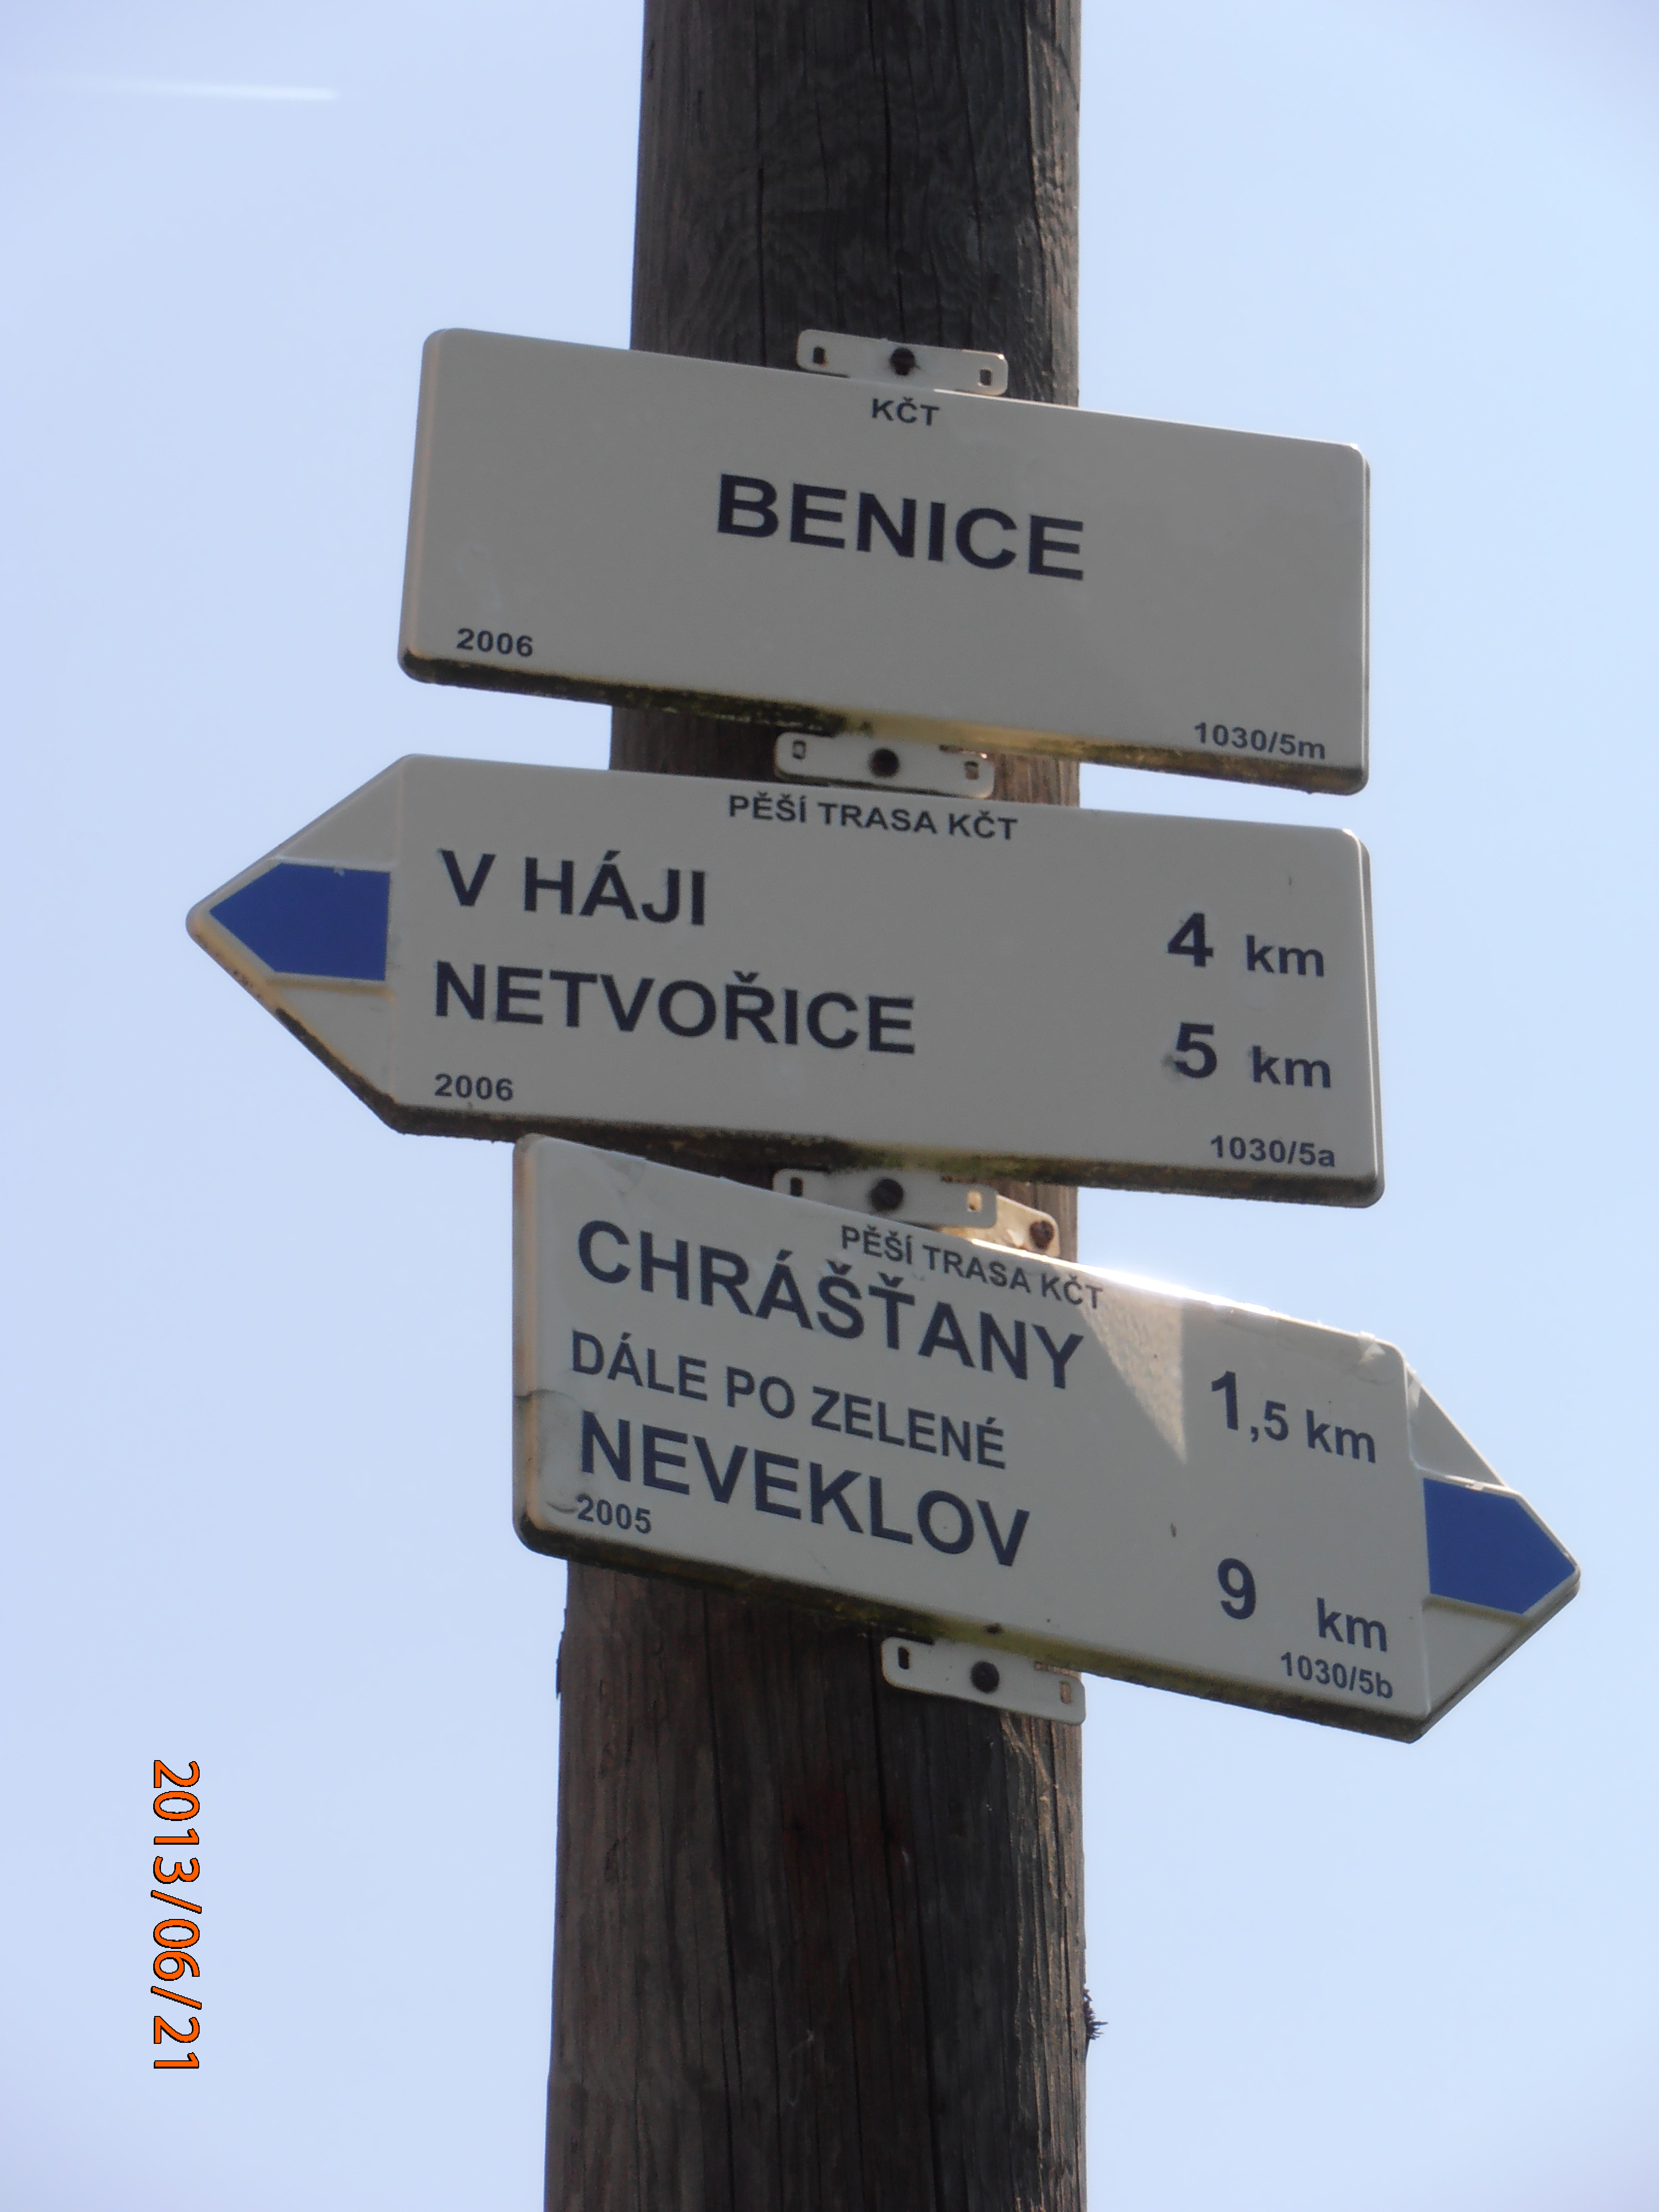 KČT
BENICE
2006
1030/5m
PĚŠÍ TRASA KČT
V HÁJI 4 km
NETVOŘICE 5 km
2006
1030/5a
PĚŠÍ TRASA KČT
CHRÁŠŤANY 1,5 km
DÁLE PO ZELENÉ
NEVEKLOV 9 km
2005
1030/5b
2013/06/21